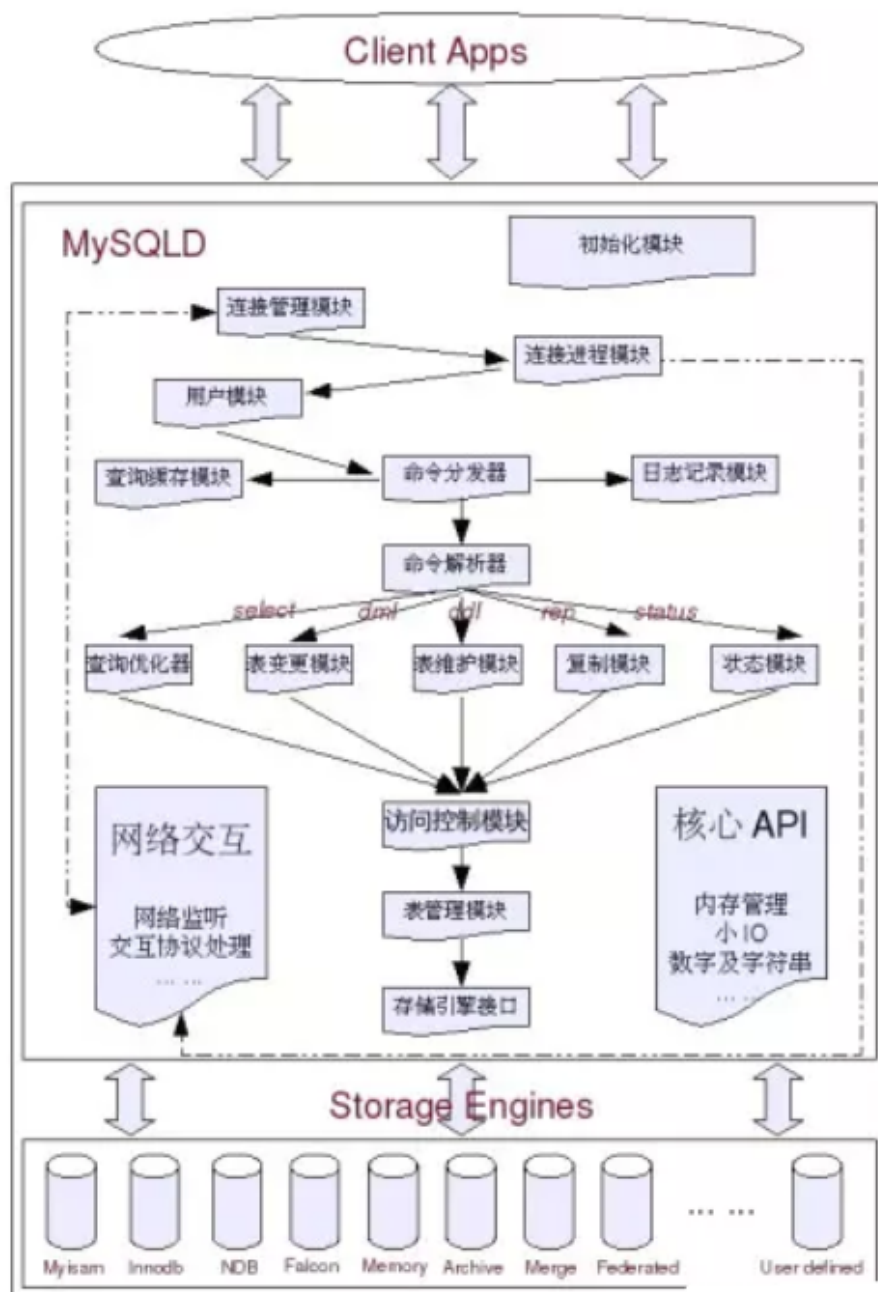 Client Apps
MySQLD
初始化模块
连接管理模块
连接进程模块
用户模块
查询缓存模块
命令分发器
日志记录模块
命令解析器
select
dml
ddl
rep
status
查询优化器
表变更模块
表维护模块
复制模块
状态模块
网络交互
网络监听
交互协议处理
... ...
访问控制模块
表管理模块
存储引擎接口
核心 API
内存管理
小 IO
数字及字符串
... ...
Storage Engines
Myisam
Innodb
NDB
Falcon
Memory
Archive
Merge
Federated
... ...
User defined